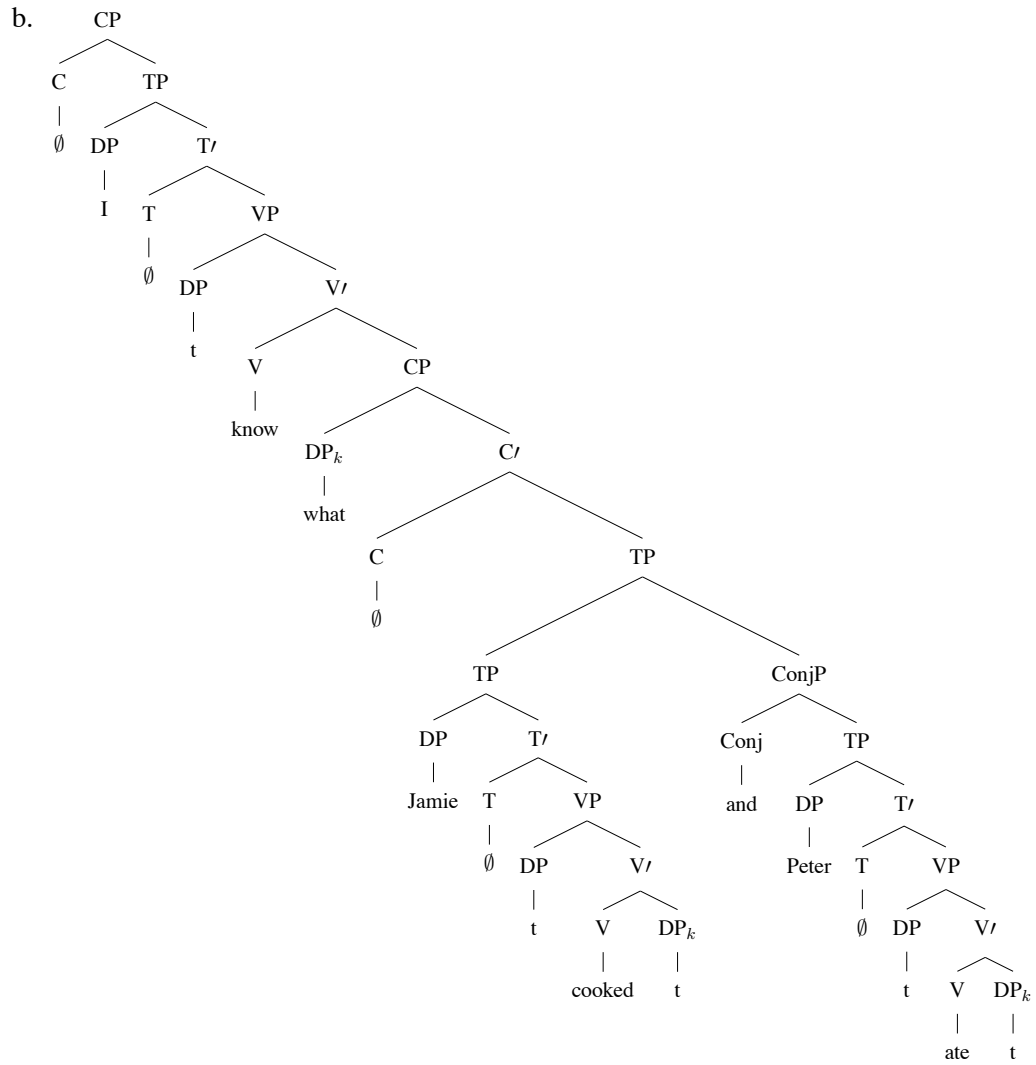 b. CP
C TP
∅ DP T′
I T VP
∅ DP V′
t V CP
know DPk C′
what C TP
∅ TP ConjP
DP T′ Conj TP
Jamie T VP and DP T′
∅ DP V′ Peter T VP
t V DPk ∅ DP V′
cooked t t V DPk
ate t